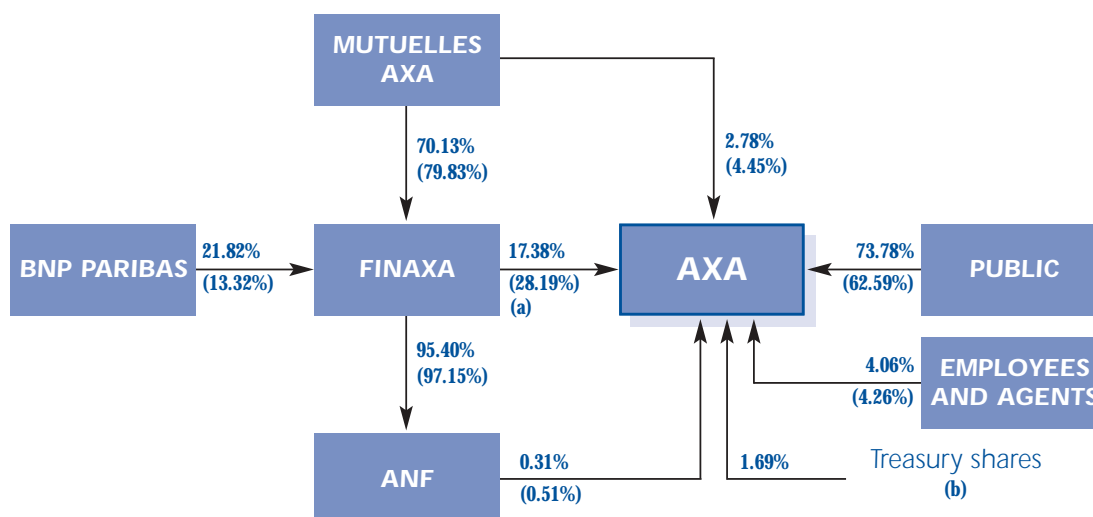 MUTUELLES
AXA
70.13%
(79.83%)
2.78%
(4.45%)
BNP PARIBAS
21.82%
(13.32%)
FINAXA
17.38%
(28.19%)
(a)
AXA
73.78%
(62.59%)
PUBLIC
95.40%
(97.15%)
4.06%
(4.26%)
EMPLOYEES
AND AGENTS
ANF
0.31%
(0.51%)
1.69%
Treasury shares
(b)